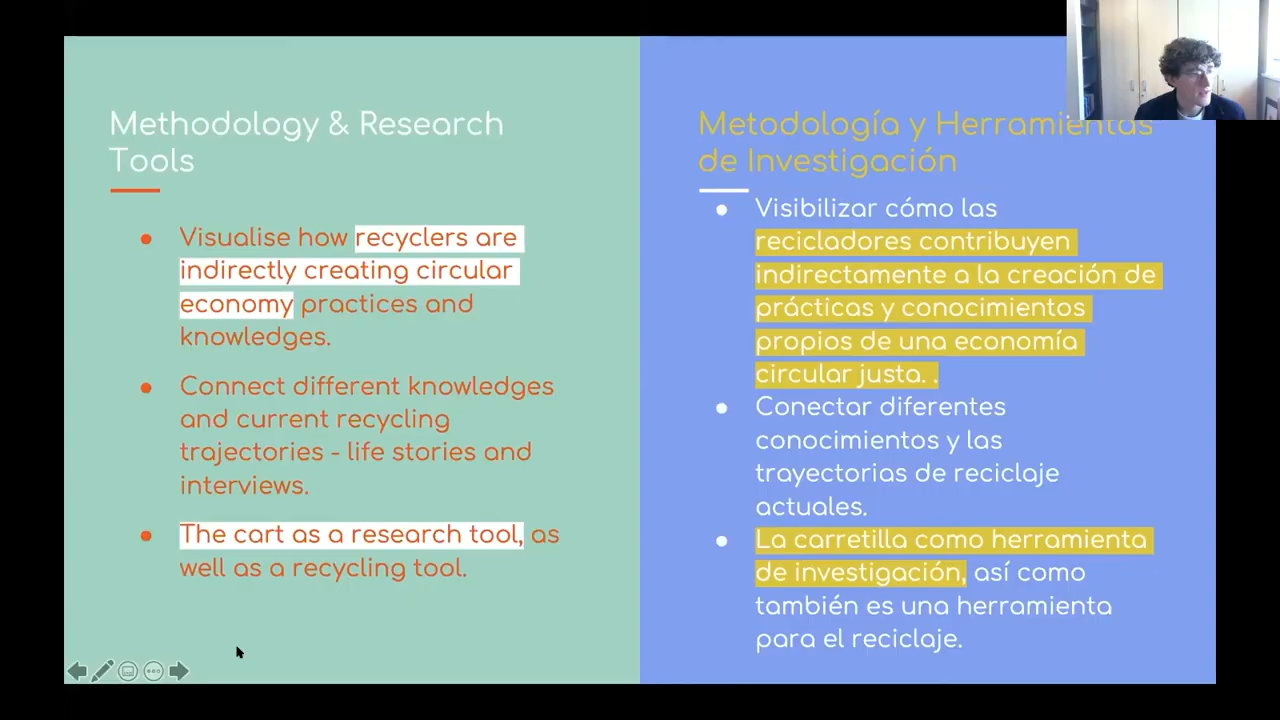 Methodology & Research
Tools
Visualise how recyclers are
indirectly creating circular
economy practices and
knowledges.
Connect different knowledges
and current recycling
trajectories - life stories and
interviews.
The cart as a research tool, as
well as a recycling tool.
Metodología y Herramientas
de Investigación
Visibilizar cómo las
recicladores contribuyen
indirectamente a la creación de
prácticas y conocimientos
propios de una economía
circular justa. .
Conectar diferentes
conocimientos y las
trayectorias de reciclaje
actuales.
La carretilla como herramienta
de investigación, así como
también es una herramienta
para el reciclaje.